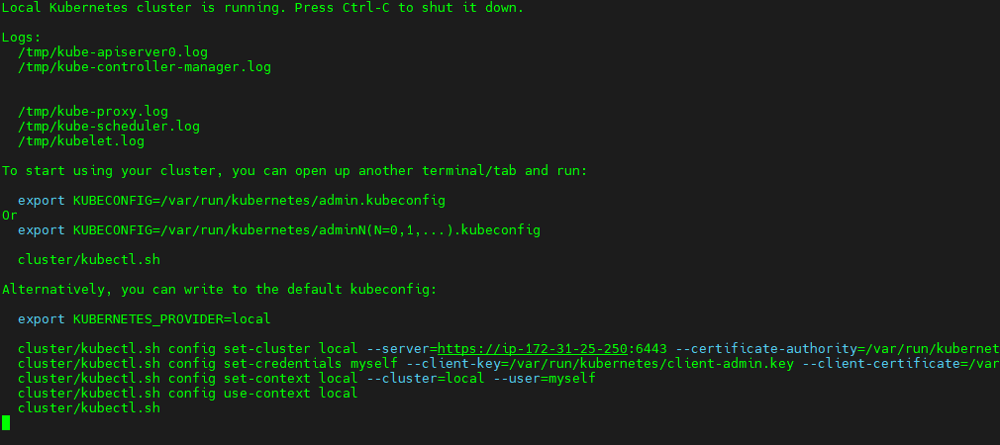 Local Kubernetes cluster is running. Press Ctrl-C to shut it down.
Logs:
/tmp/kube-apiserver0.log
/tmp/kube-controller-manager.log
/tmp/kube-proxy.log
/tmp/kube-scheduler.log
/tmp/kubelet.log
To start using your cluster, you can open up another terminal/tab and run:
export KUBECONFIG=/var/run/kubernetes/admin.kubeconfig
Or
export KUBECONFIG=/var/run/kubernetes/adminN(N=0,1,...).kubeconfig
cluster/kubectl.sh
Alternatively, you can write to the default kubeconfig:
export KUBERNETES_PROVIDER=local
cluster/kubectl.sh config set-cluster local --server=https://ip-172-31-25-250:6443 --certificate-authority=/var/run/kubernet
cluster/kubectl.sh config set-credentials myself --client-key=/var/run/kubernetes/client-admin.key --client-certificate=/var
cluster/kubectl.sh config set-context local --cluster=local --user=myself
cluster/kubectl.sh config use-context local
cluster/kubectl.sh